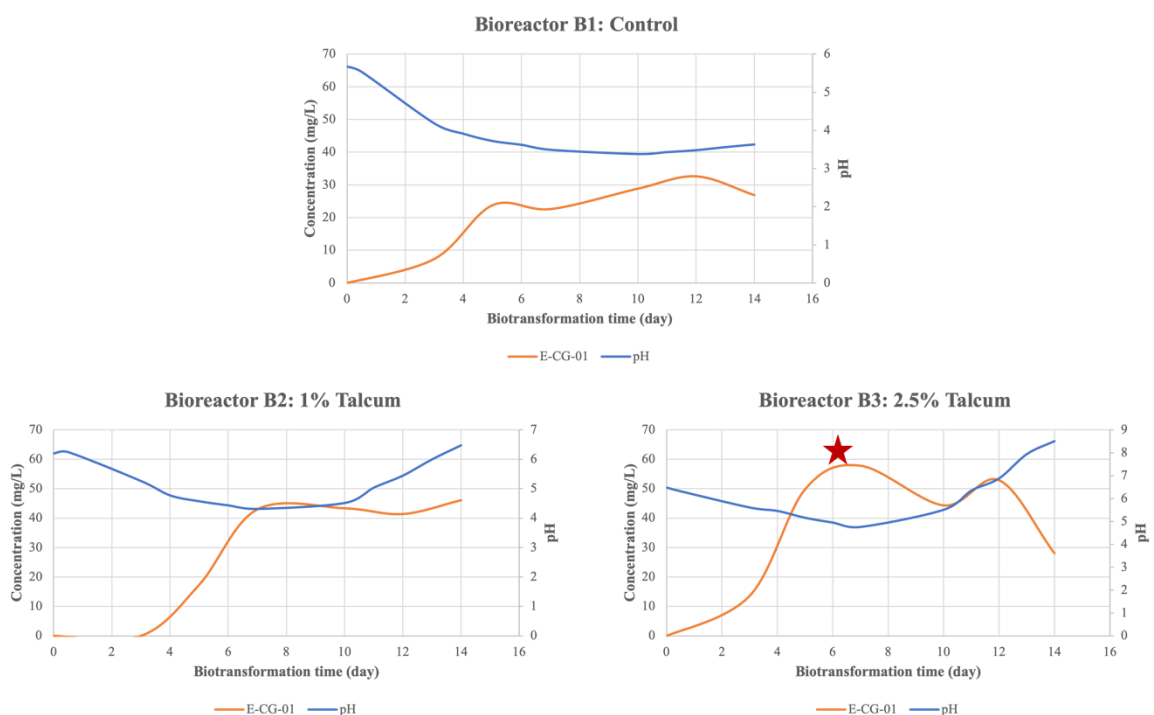 Bioreactor B1: Control
Concentration (mg/L)
70
60
50
40
30
20
10
0
6
5
4
3
2
1
0
pH
0 2 4 6 8 10 12 14 16
Biotransformation time (day)
E-CG-01 pH
Bioreactor B2: 1% Talcum
Concentration (mg/L)
70
60
50
40
30
20
10
0
7
6
5
4
3
2
1
0
pH
0 2 4 6 8 10 12 14 16
Biotransformation time (day)
E-CG-01 pH
Bioreactor B3: 2.5% Talcum
Concentration (mg/L)
70
60
50
40
30
20
10
0
9
8
7
6
5
4
3
2
1
0
pH
0 2 4 6 8 10 12 14 16
Biotransformation time (day)
E-CG-01 pH